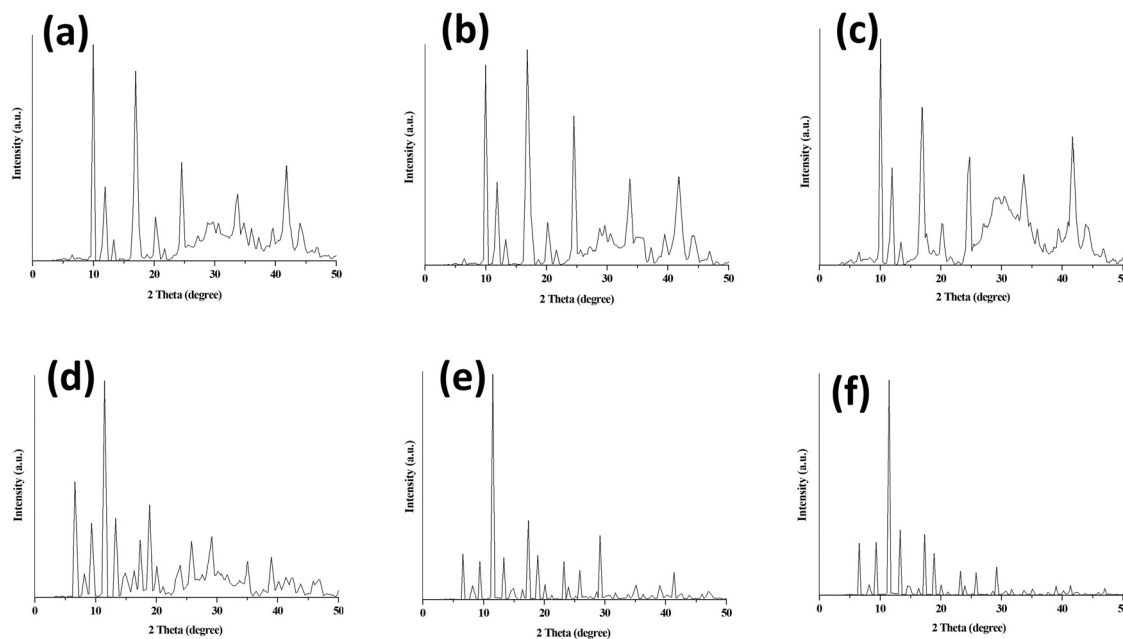 (a) (b) (c)
Intensity (a.u.) Intensity (a.u.) Intensity (a.u.)
0 10 20 30 40 50 0 10 20 30 40 50 0 10 20 30 40 50
2 Theta (degree) 2 Theta (degree) 2 Theta (degree)
(d) (e) (f)
Intensity (a.u.) Intensity (a.u.) Intensity (a.u.)
0 10 20 30 40 50 0 10 20 30 40 50 0 10 20 30 40 50
2 Theta (degree) 2 Theta (degree) 2 Theta (degree)